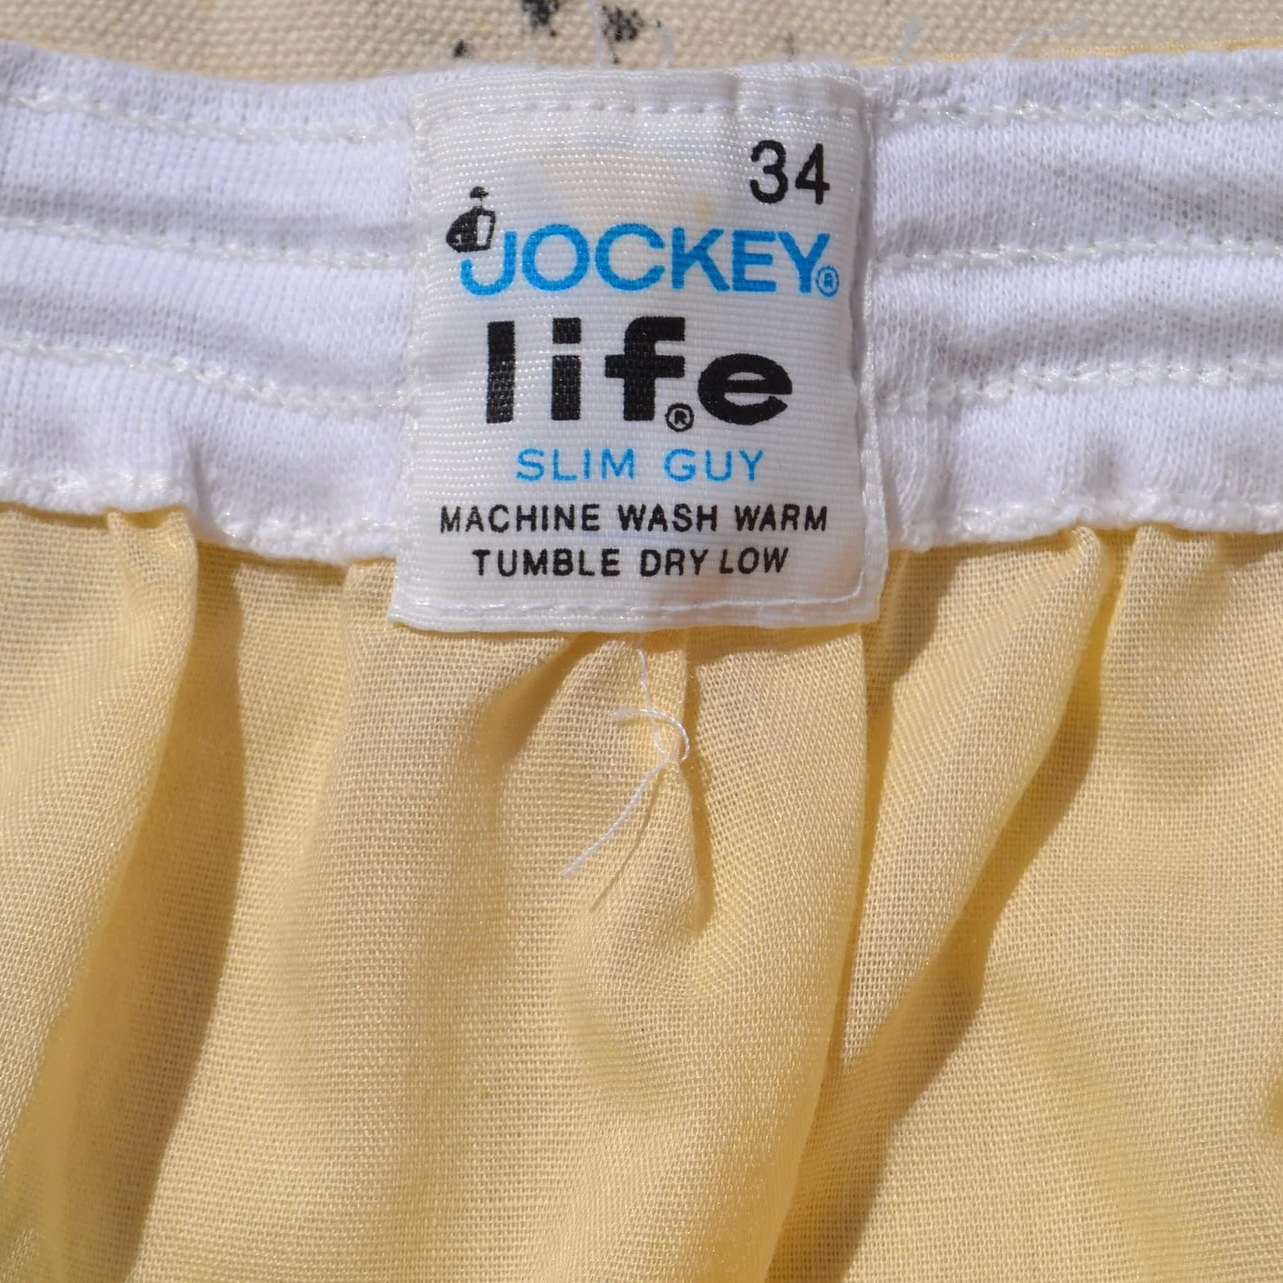 34
JOCKEY®
life®
SLIM GUY
MACHINE WASH WARM
TUMBLE DRY LOW